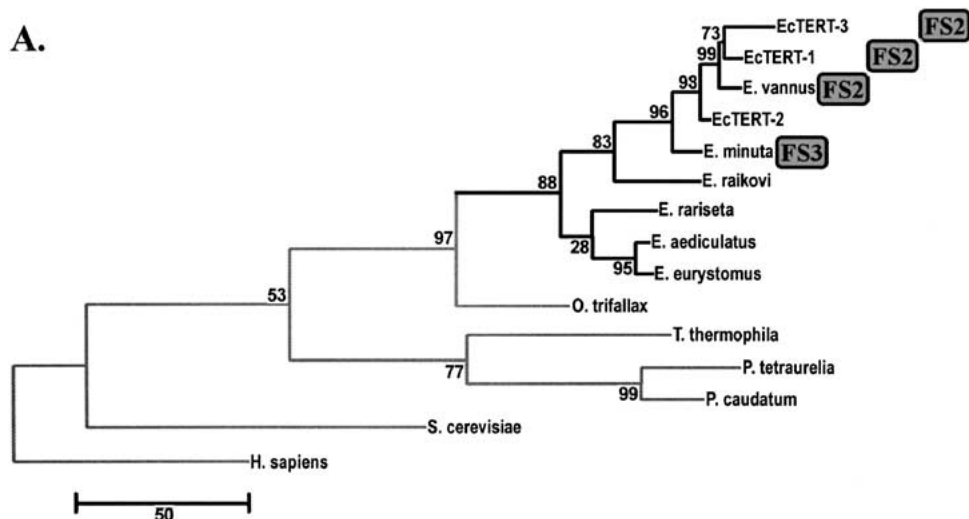 A.
EcTERT-3 FS2
73
EcTERT-1 FS2
99
E. vannus FS2
93
EcTERT-2
96
E. minuta FS3
83
E. raikovi
88
E. rariseta
28
E. aediculatus
95
E. eurystomus
97
O. trifallax
53
T. thermophila
77
P. tetraurelia
99
P. caudatum
S. cerevisiae
H. sapiens
50